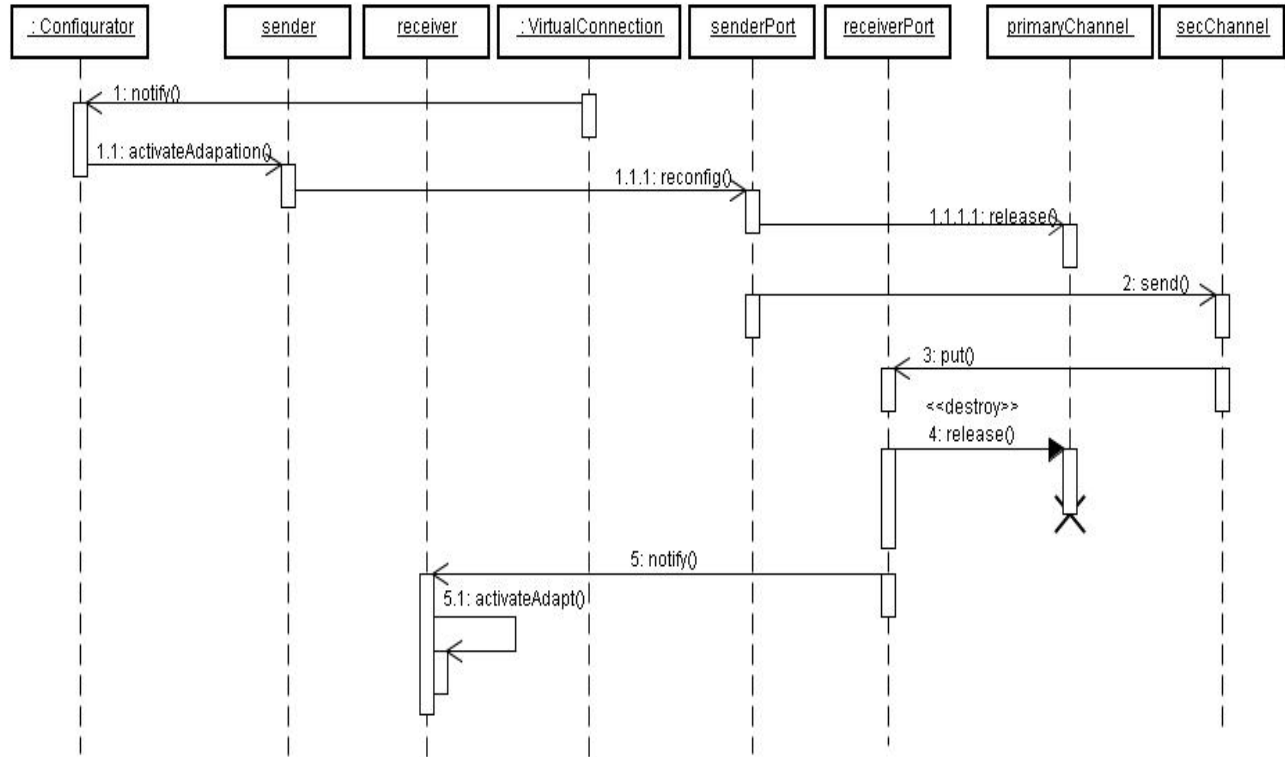 : Configurator
sender
receiver
: VirtualConnection
senderPort
receiverPort
primaryChannel
secChannel
1: notify()
1.1: activateAdapation()
1.1.1: reconfig()
1.1.1.1: release()
2: send()
3: put()
<<destroy>>
4: release()
5: notify()
5.1: activateAdapt()